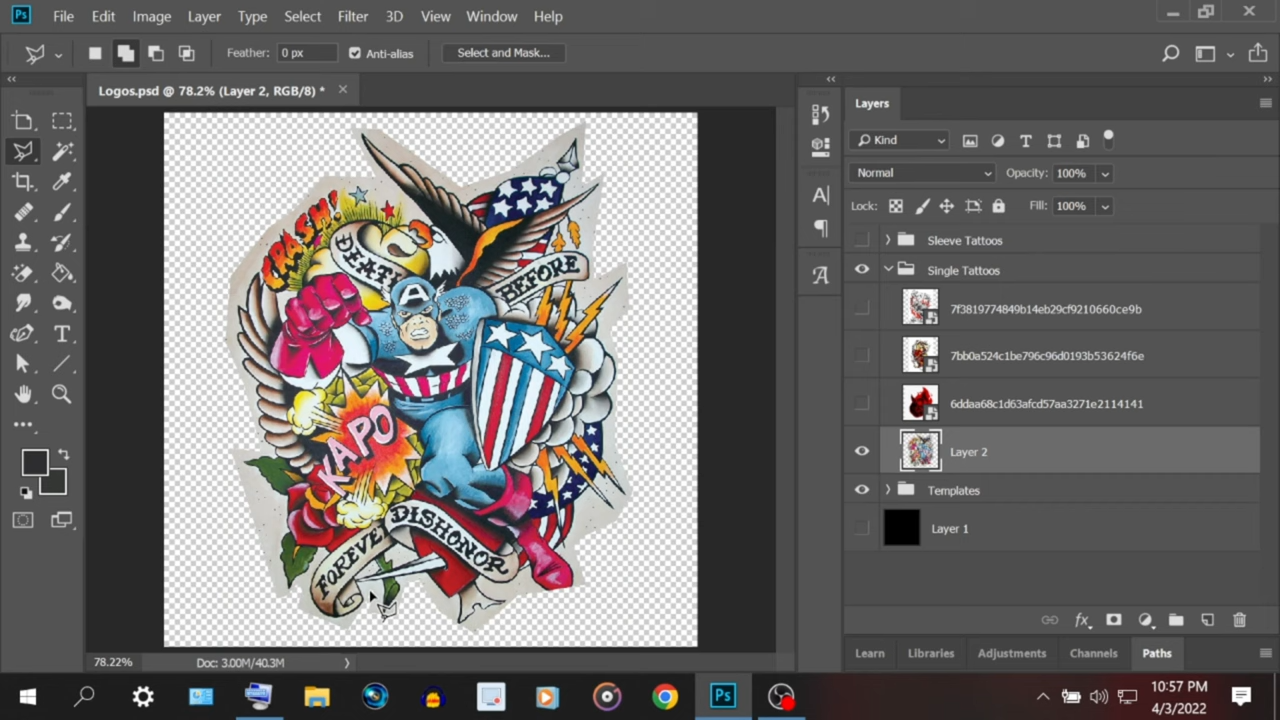 Ps File Edit Image Layer Type Select Filter 3D View Window Help
Feather: 0 px Anti-alias Select and Mask...
Logos.psd @ 78.2% (Layer 2, RGB/8) *
Layers
Kind
Normal Opacity: 100%
Lock: Fill: 100%
Sleeve Tattoos
Single Tattoos
7f3819774849b14eb29cf9210660ce9b
7bb0a524c1be796c96d0193b53624f6e
6ddaa68c1d63afcd57aa3271e2114141
Layer 2
Templates
Layer 1
CRASH!
DEATH
BEFORE
A
KAPO
DISHONOR
FOREVE
78.22% Doc: 3.00M/40.3M
Learn Libraries Adjustments Channels Paths
Ps
10:57 PM
4/3/2022